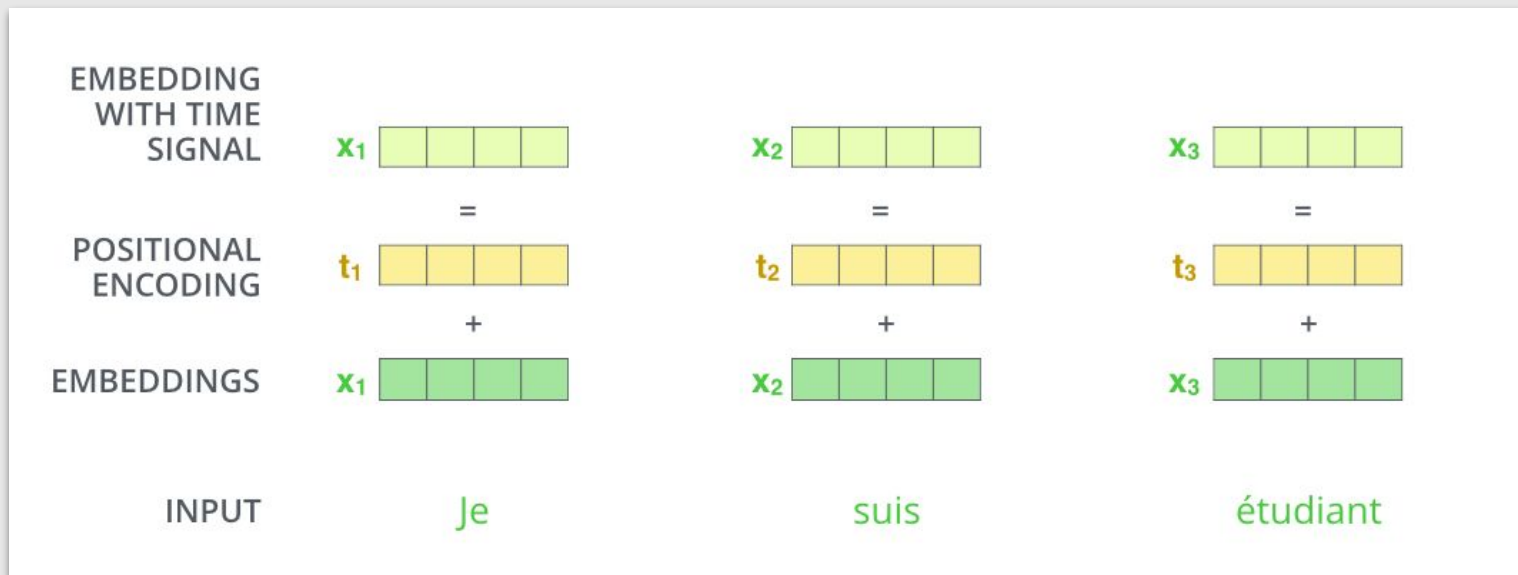 EMBEDDING
WITH TIME
SIGNAL
x1 x2 x3
= = =
POSITIONAL
ENCODING
t1 t2 t3
+ + +
EMBEDDINGS x1 x2 x3
INPUT Je suis étudiant